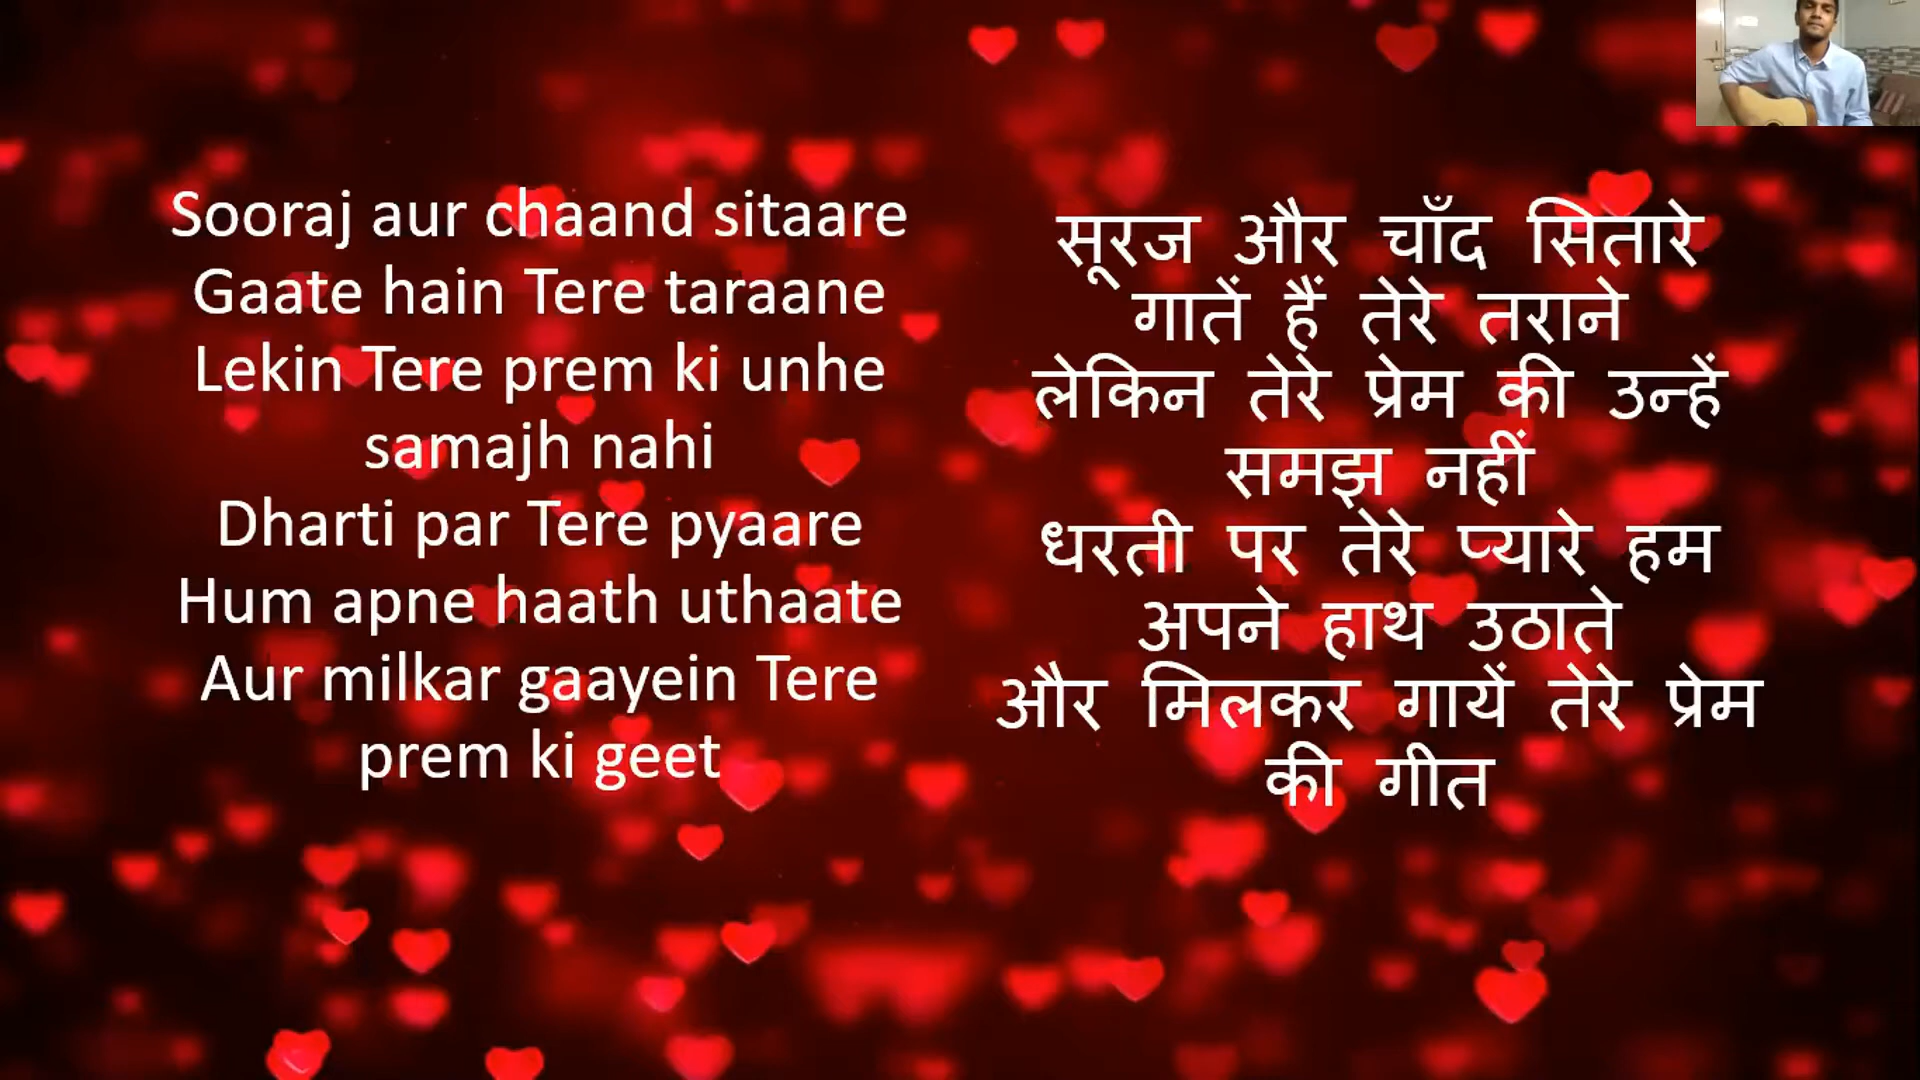 Sooraj aur chaand sitaare
Gaate hain Tere taraane
Lekin Tere prem ki unhe
samajh nahi
Dharti par Tere pyaare
Hum apne haath uthaate
Aur milkar gaayein Tere
prem ki geet
सूरज और चाँद सितारे
गातें हैं तेरे तराने
लेकिन तेरे प्रेम की उन्हें
समझ नहीं
धरती पर तेरे प्यारे हम
अपने हाथ उठाते
और मिलकर गायें तेरे प्रेम
की गीत